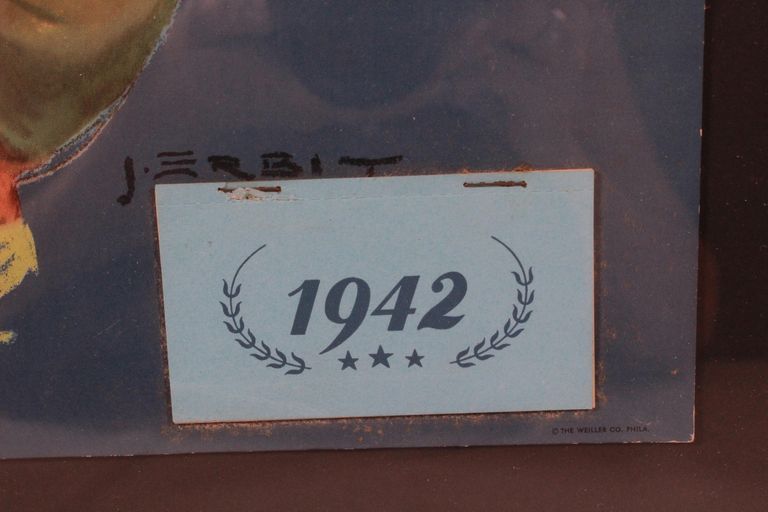 J. ERBIT
1942
© THE WEILLER CO. PHILA.